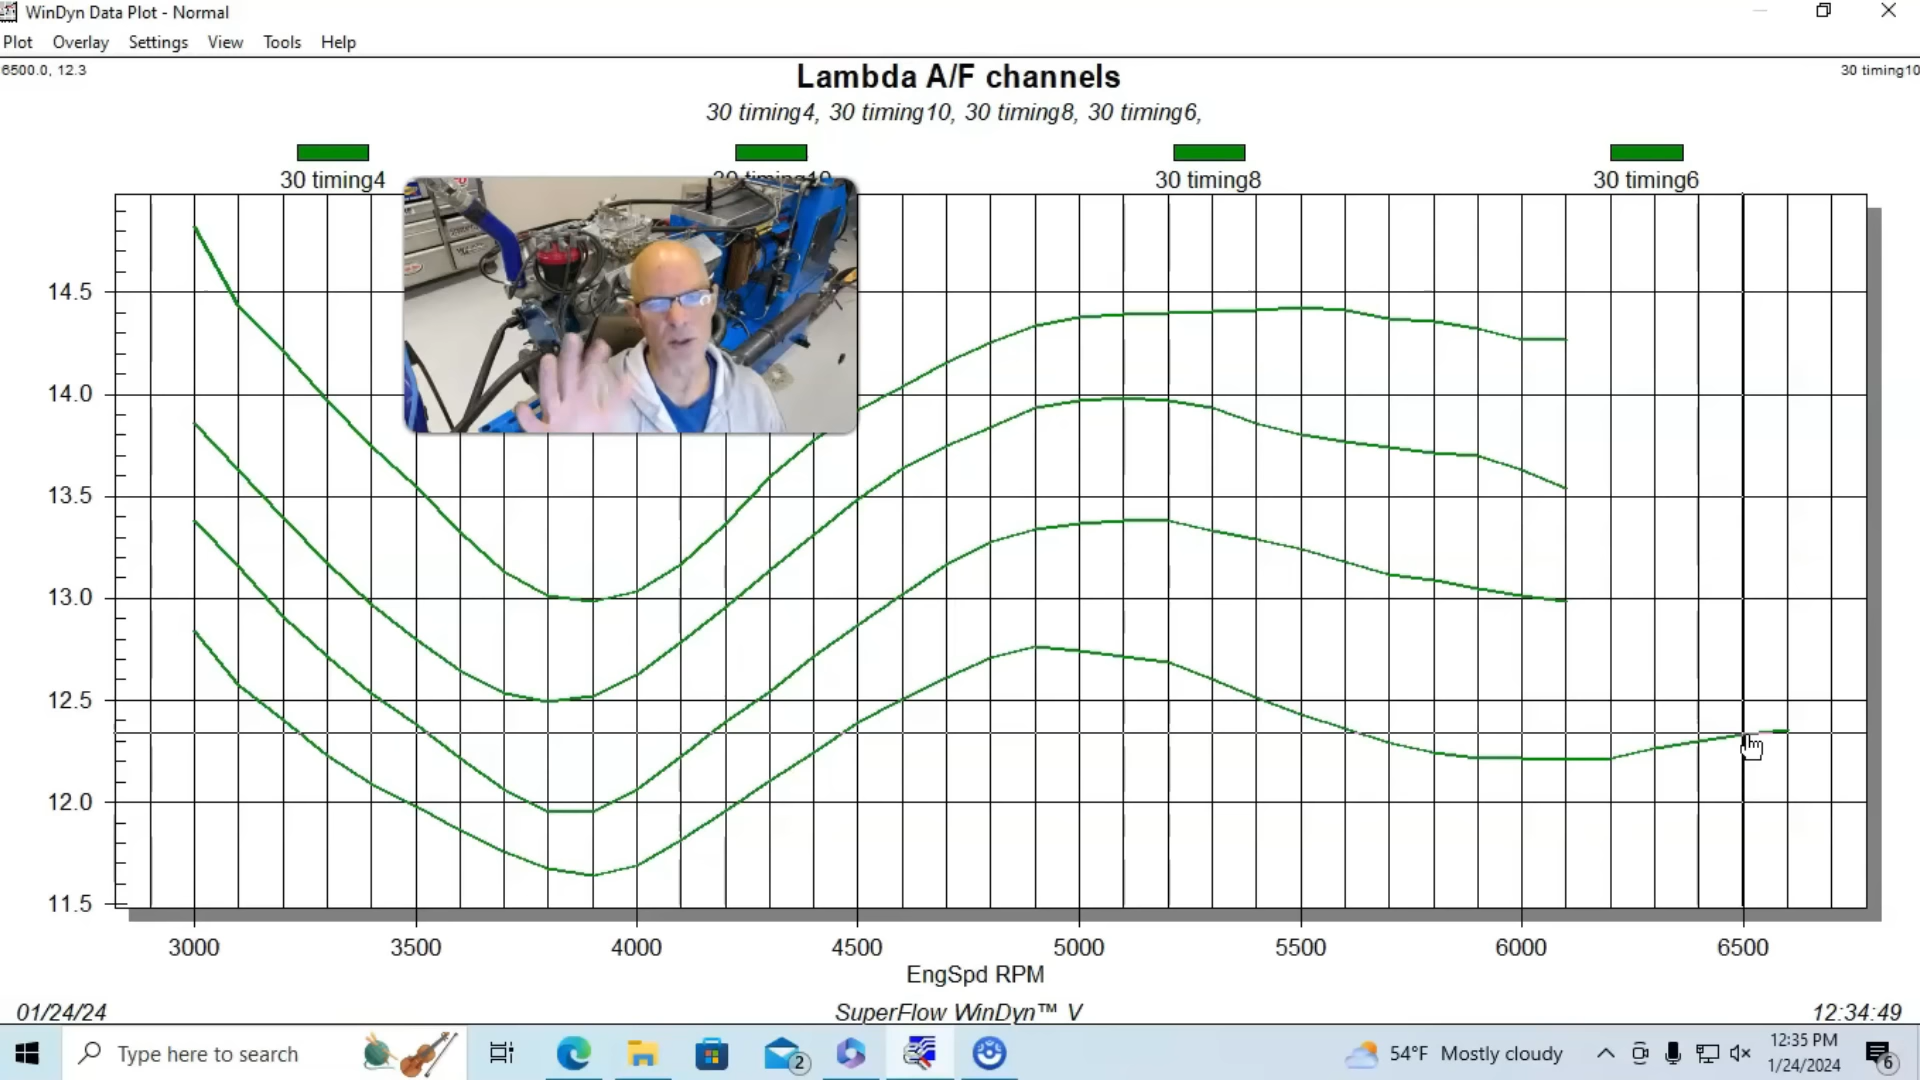 WinDyn Data Plot - Normal
Plot Overlay Settings View Tools Help
6500.0, 12.3
30 timing10
Lambda A/F channels
30 timing4, 30 timing10, 30 timing8, 30 timing6,
30 timing4
30 timing10
30 timing8
30 timing6
14.5
14.0
13.5
13.0
12.5
12.0
11.5
3000 3500 4000 4500 5000 5500 6000 6500
EngSpd RPM
01/24/24
SuperFlow WinDyn™ V
12:34:49
Type here to search
2
54°F Mostly cloudy
12:35 PM
1/24/2024
6